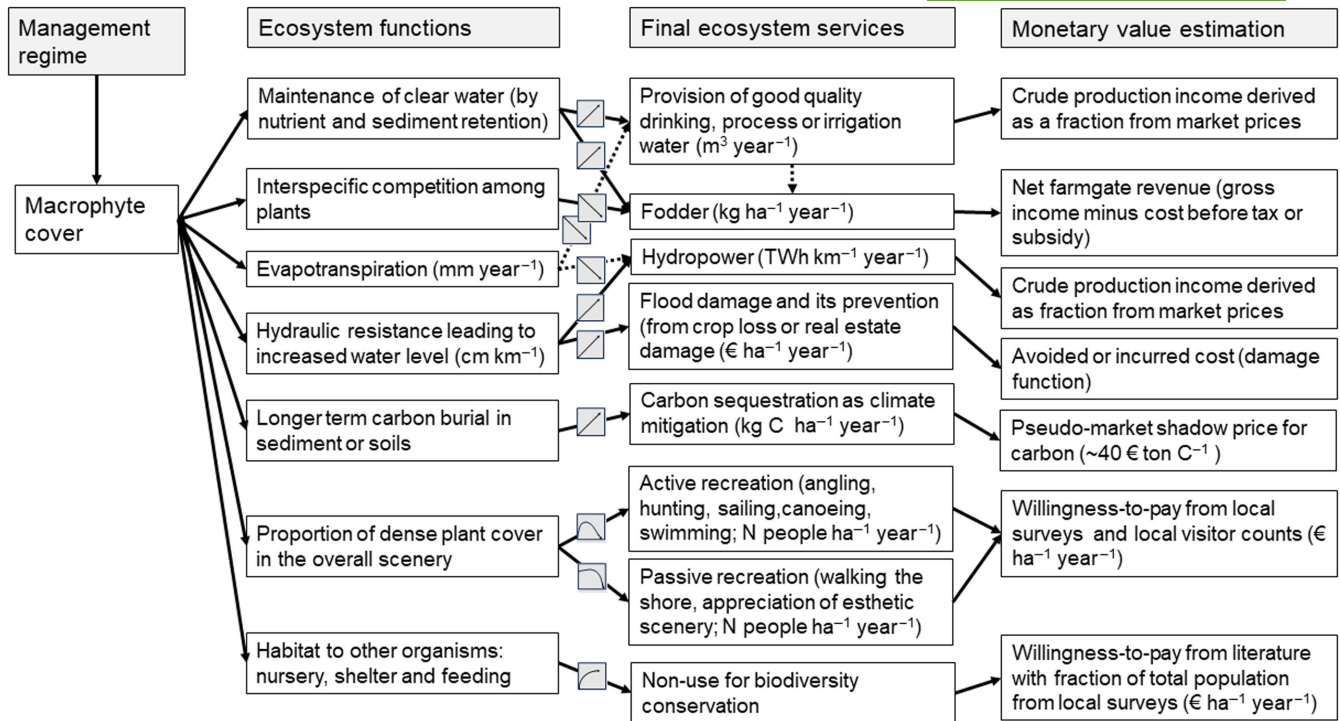 Management
regime
Ecosystem functions
Final ecosystem services
Monetary value estimation
Macrophyte
cover
Maintenance of clear water (by
nutrient and sediment retention)
Interspecific competition among
plants
Evapotranspiration (mm year⁻¹)
Hydraulic resistance leading to
increased water level (cm km⁻¹)
Longer term carbon burial in
sediment or soils
Proportion of dense plant cover
in the overall scenery
Habitat to other organisms:
nursery, shelter and feeding
Provision of good quality
drinking, process or irrigation
water (m³ year⁻¹)
Fodder (kg ha⁻¹ year⁻¹)
Hydropower (TWh km⁻¹ year⁻¹)
Flood damage and its prevention
(from crop loss or real estate
damage (€ ha⁻¹ year⁻¹)
Carbon sequestration as climate
mitigation (kg C ha⁻¹ year⁻¹)
Active recreation (angling,
hunting, sailing,canoeing,
swimming; N people ha⁻¹ year⁻¹)
Passive recreation (walking the
shore, appreciation of esthetic
scenery; N people ha⁻¹ year⁻¹)
Non-use for biodiversity
conservation
Crude production income derived
as a fraction from market prices
Net farmgate revenue (gross
income minus cost before tax or
subsidy)
Crude production income derived
as fraction from market prices
Avoided or incurred cost (damage
function)
Pseudo-market shadow price for
carbon (~40 € ton C⁻¹ )
Willingness-to-pay from local
surveys and local visitor counts (€
ha⁻¹ year⁻¹)
Willingness-to-pay from literature
with fraction of total population
from local surveys (€ ha⁻¹ year⁻¹)